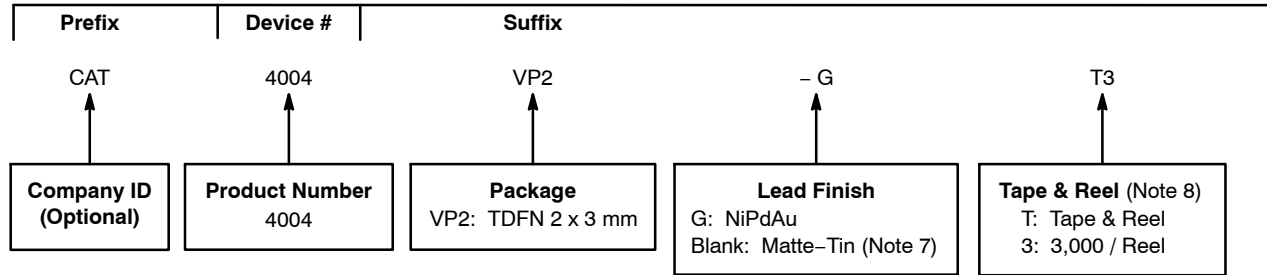 Prefix Device # Suffix
CAT 4004 VP2 – G T3
Company ID
(Optional)
Product Number
4004
Package
VP2: TDFN 2 x 3 mm
Lead Finish
G: NiPdAu
Blank: Matte−Tin (Note 7)
Tape & Reel (Note 8)
T: Tape & Reel
3: 3,000 / Reel